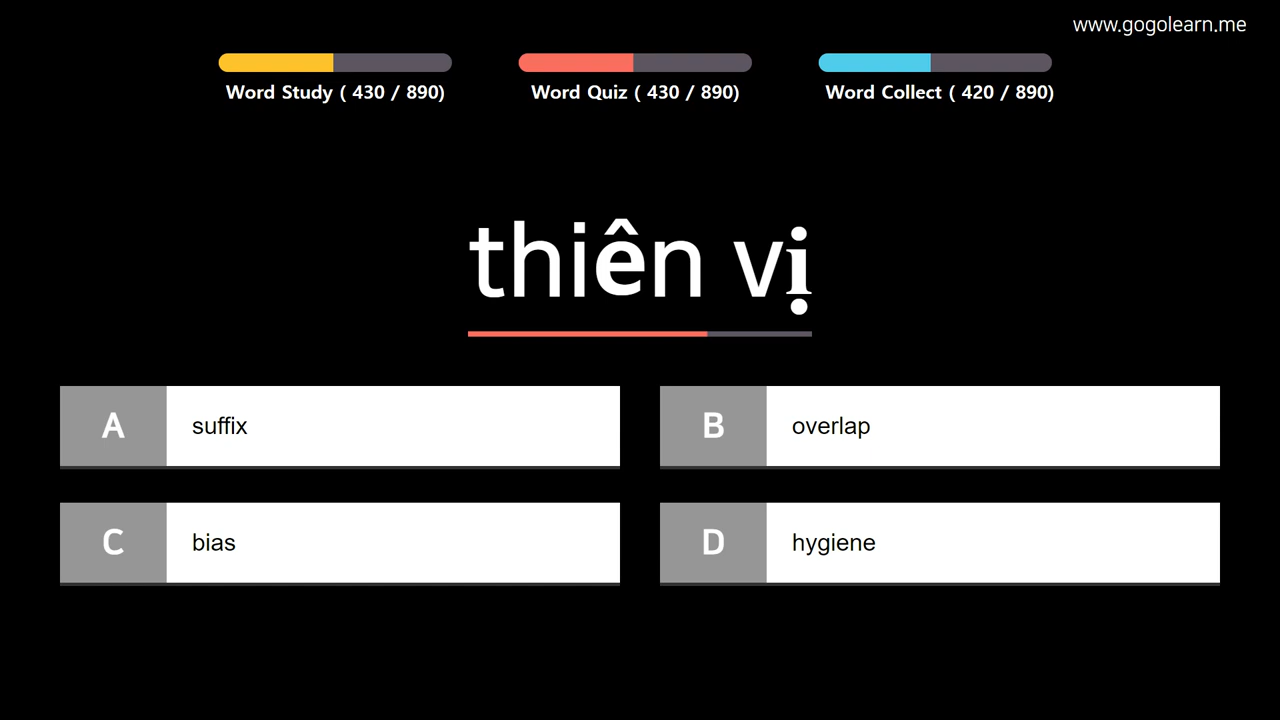 www.gogolearn.me
Word Study ( 430 / 890)
Word Quiz ( 430 / 890)
Word Collect ( 420 / 890)
thiên vị
A suffix
B overlap
C bias
D hygiene